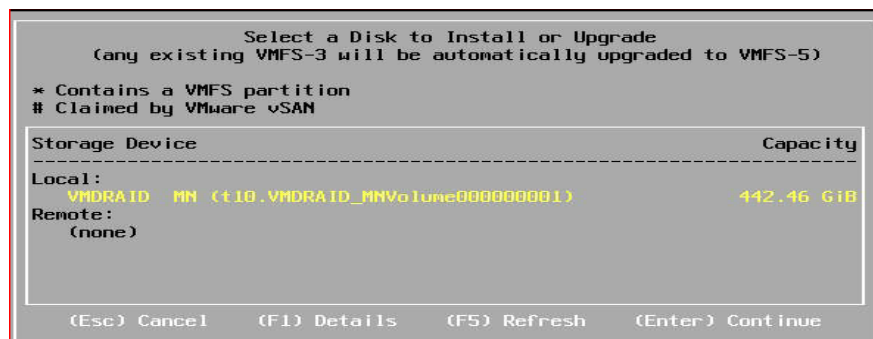 Select a Disk to Install or Upgrade
(any existing VMFS-3 will be automatically upgraded to VMFS-5)
* Contains a VMFS partition
# Claimed by VMware vSAN
Storage Device Capacity
Local:
VMDRAID MN (t10.VMDRAID_MNVolume000000001) 442.46 GiB
Remote:
(none)
(Esc) Cancel (F1) Details (F5) Refresh (Enter) Continue